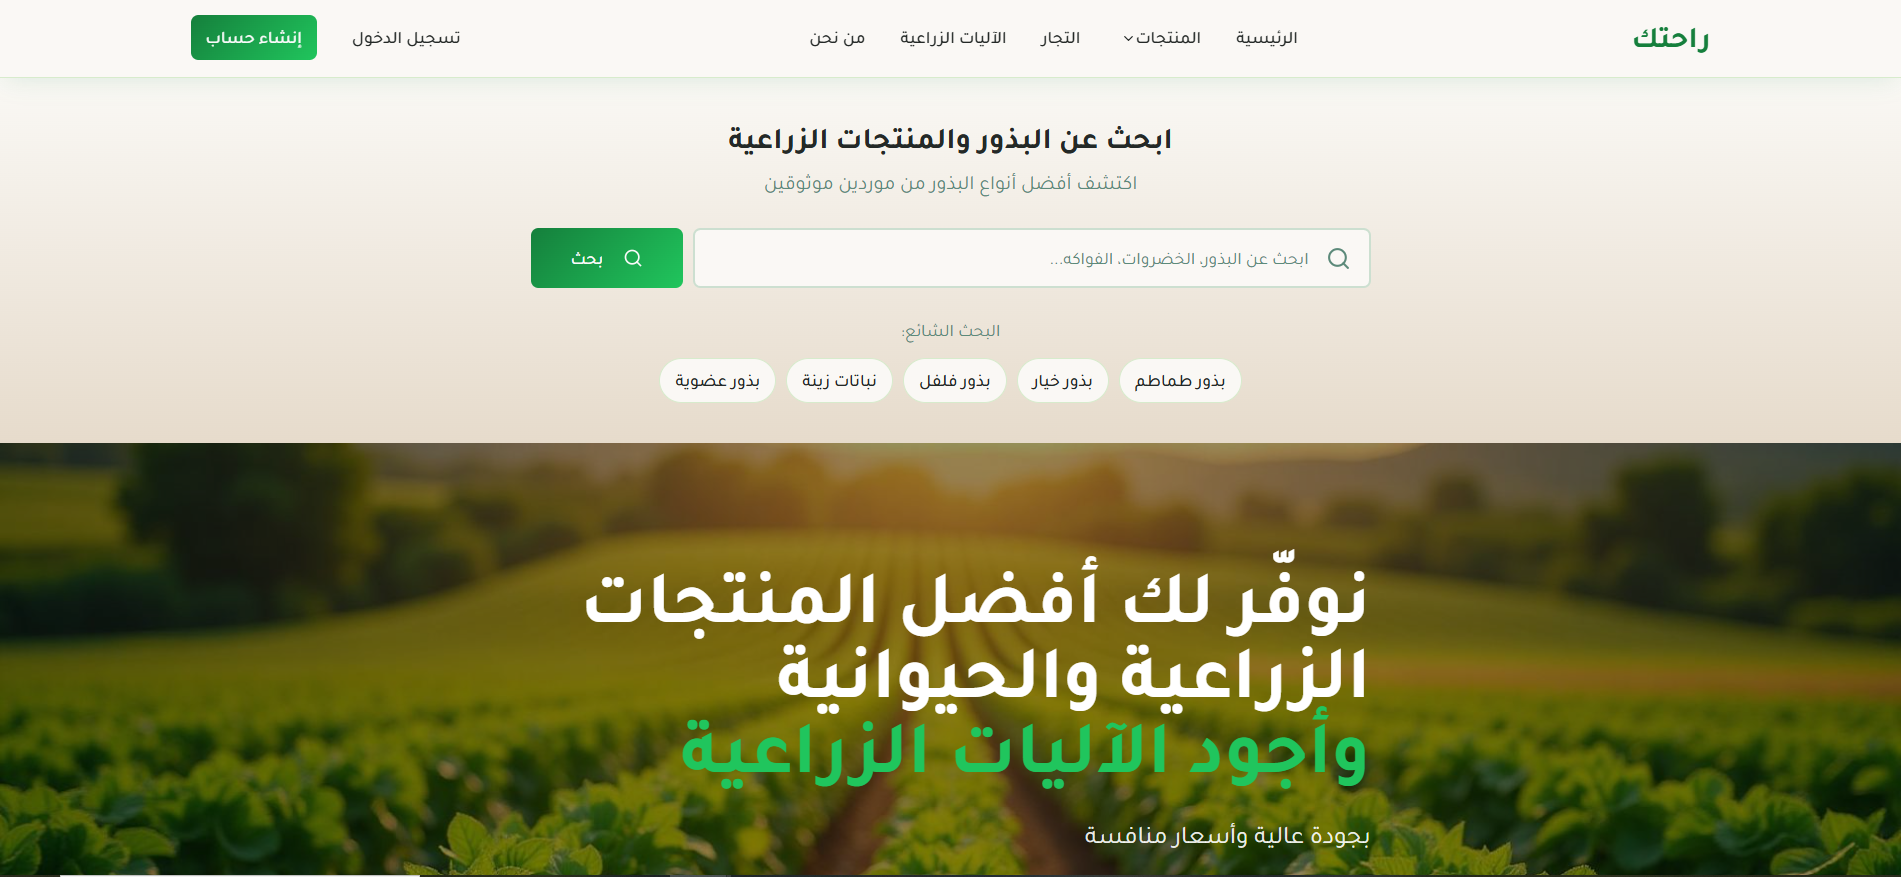 راحتك
الرئيسية
المنتجات
التجار
الآليات الزراعية
من نحن
تسجيل الدخول
إنشاء حساب
ابحث عن البذور والمنتجات الزراعية
اكتشف أفضل أنواع البذور من موردين موثوقين
ابحث عن البذور، الخضروات، الفواكه...
بحث
البحث الشائع:
بذور طماطم
بذور خيار
بذور فلفل
نباتات زينة
بذور عضوية
نوفّر لك أفضل المنتجات
الزراعية والحيوانية
وأجود الآليات الزراعية
بجودة عالية وأسعار منافسة